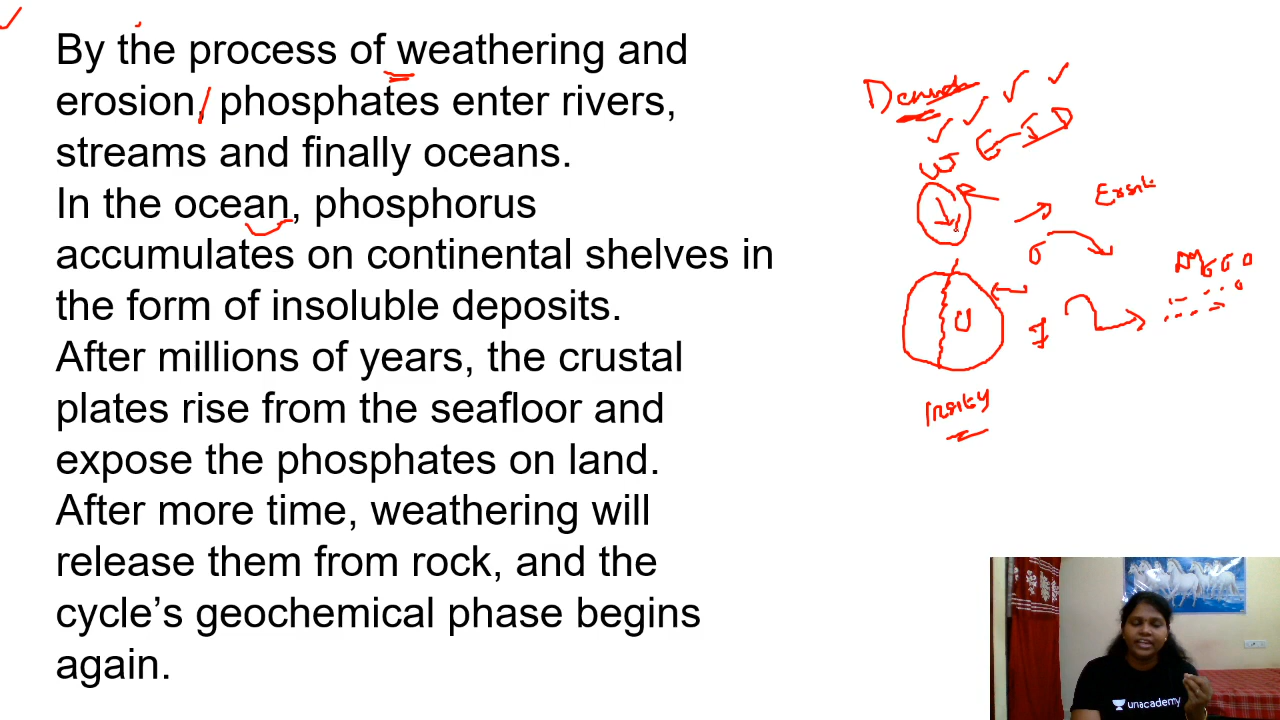 By the process of weathering and
erosion, phosphates enter rivers,
streams and finally oceans.
In the ocean, phosphorus
accumulates on continental shelves in
the form of insoluble deposits.
After millions of years, the crustal
plates rise from the seafloor and
expose the phosphates on land.
After more time, weathering will
release them from rock, and the
cycle’s geochemical phase begins
again.
W E T D
unacademy